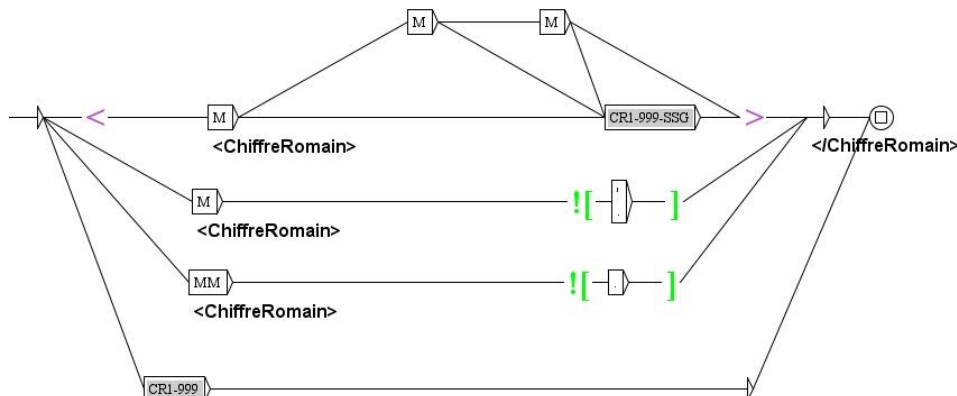 M M
< M CR1-999-SSG >
<ChiffreRomain> </ChiffreRomain>
M ![ ' . ]
<ChiffreRomain>
MM ![ . ]
<ChiffreRomain>
CR1-999